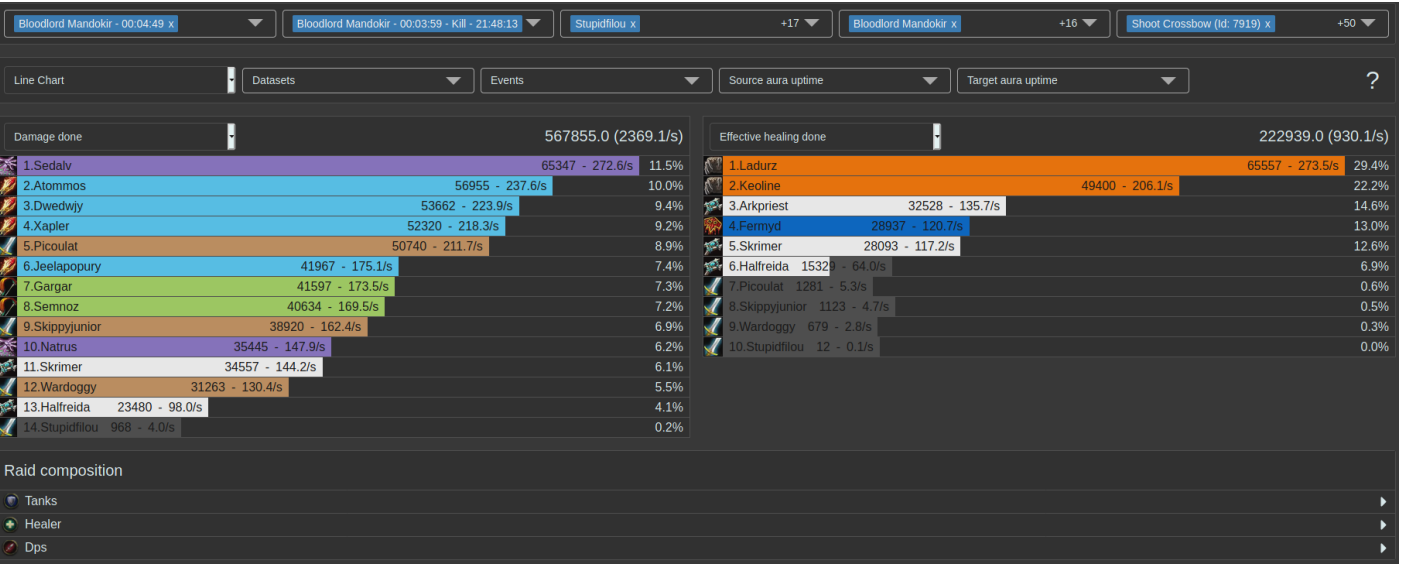 Bloodlord Mandokir - 00:04:49 x
Bloodlord Mandokir - 00:03:59 - Kill - 21:48:13
Stupidfilou x +17
Bloodlord Mandokir x +16
Shoot Crossbow (Id: 7919) x +50
Line Chart
Datasets
Events
Source aura uptime
Target aura uptime
?
Damage done 567855.0 (2369.1/s)
1.Sedalv 65347 - 272.6/s 11.5%
2.Atommos 56955 - 237.6/s 10.0%
3.Dwedwjy 53662 - 223.9/s 9.4%
4.Xapler 52320 - 218.3/s 9.2%
5.Picoulat 50740 - 211.7/s 8.9%
6.Jeelapopury 41967 - 175.1/s 7.4%
7.Gargar 41597 - 173.5/s 7.3%
8.Semnoz 40634 - 169.5/s 7.2%
9.Skippyjunior 38920 - 162.4/s 6.9%
10.Natrus 35445 - 147.9/s 6.2%
11.Skrimer 34557 - 144.2/s 6.1%
12.Wardoggy 31263 - 130.4/s 5.5%
13.Halfreida 23480 - 98.0/s 4.1%
14.Stupidfilou 968 - 4.0/s 0.2%
Effective healing done 222939.0 (930.1/s)
1.Ladurz 65557 - 273.5/s 29.4%
2.Keoline 49400 - 206.1/s 22.2%
3.Arkpriest 32528 - 135.7/s 14.6%
4.Fermyd 28937 - 120.7/s 13.0%
5.Skrimer 28093 - 117.2/s 12.6%
6.Halfreida 15329 - 64.0/s 6.9%
7.Picoulat 1281 - 5.3/s 0.6%
8.Skippyjunior 1123 - 4.7/s 0.5%
9.Wardoggy 679 - 2.8/s 0.3%
10.Stupidfilou 12 - 0.1/s 0.0%
Raid composition
Tanks
Healer
Dps